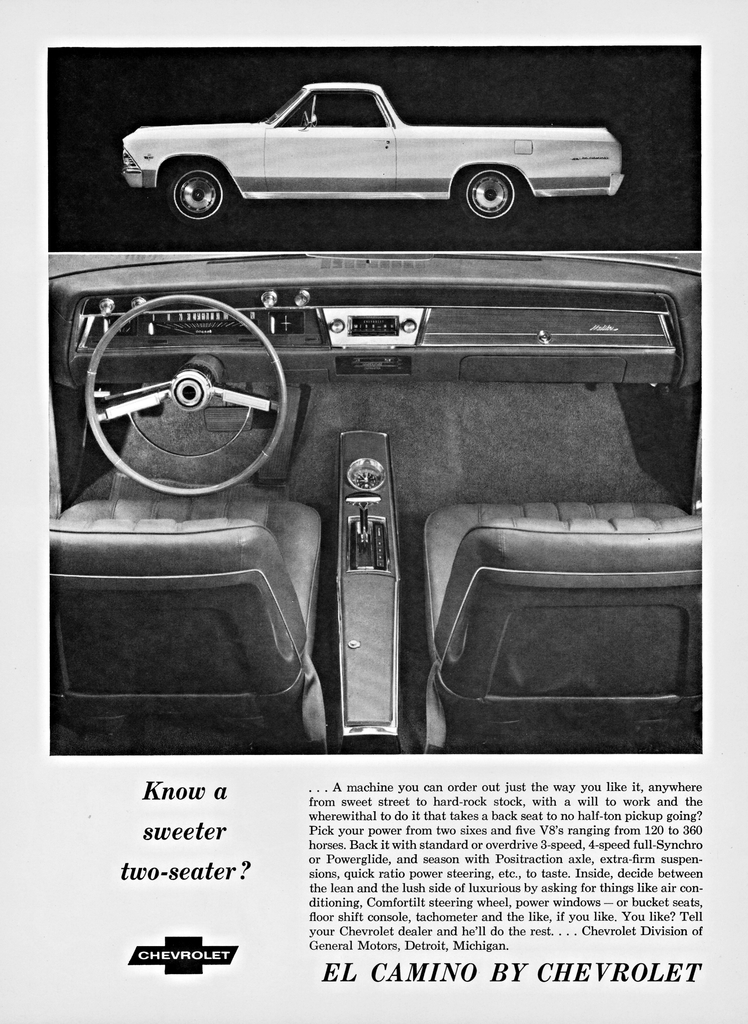 Malibu
Know a
sweeter
two-seater?
. . . A machine you can order out just the way you like it, anywhere
from sweet street to hard-rock stock, with a will to work and the
wherewithal to do it that takes a back seat to no half-ton pickup going?
Pick your power from two sixes and five V8's ranging from 120 to 360
horses. Back it with standard or overdrive 3-speed, 4-speed full-Synchro
or Powerglide, and season with Positraction axle, extra-firm suspen-
sions, quick ratio power steering, etc., to taste. Inside, decide between
the lean and the lush side of luxurious by asking for things like air con-
ditioning, Comfortilt steering wheel, power windows — or bucket seats,
floor shift console, tachometer and the like, if you like. You like? Tell
your Chevrolet dealer and he'll do the rest. . . . Chevrolet Division of
General Motors, Detroit, Michigan.
CHEVROLET
EL CAMINO BY CHEVROLET